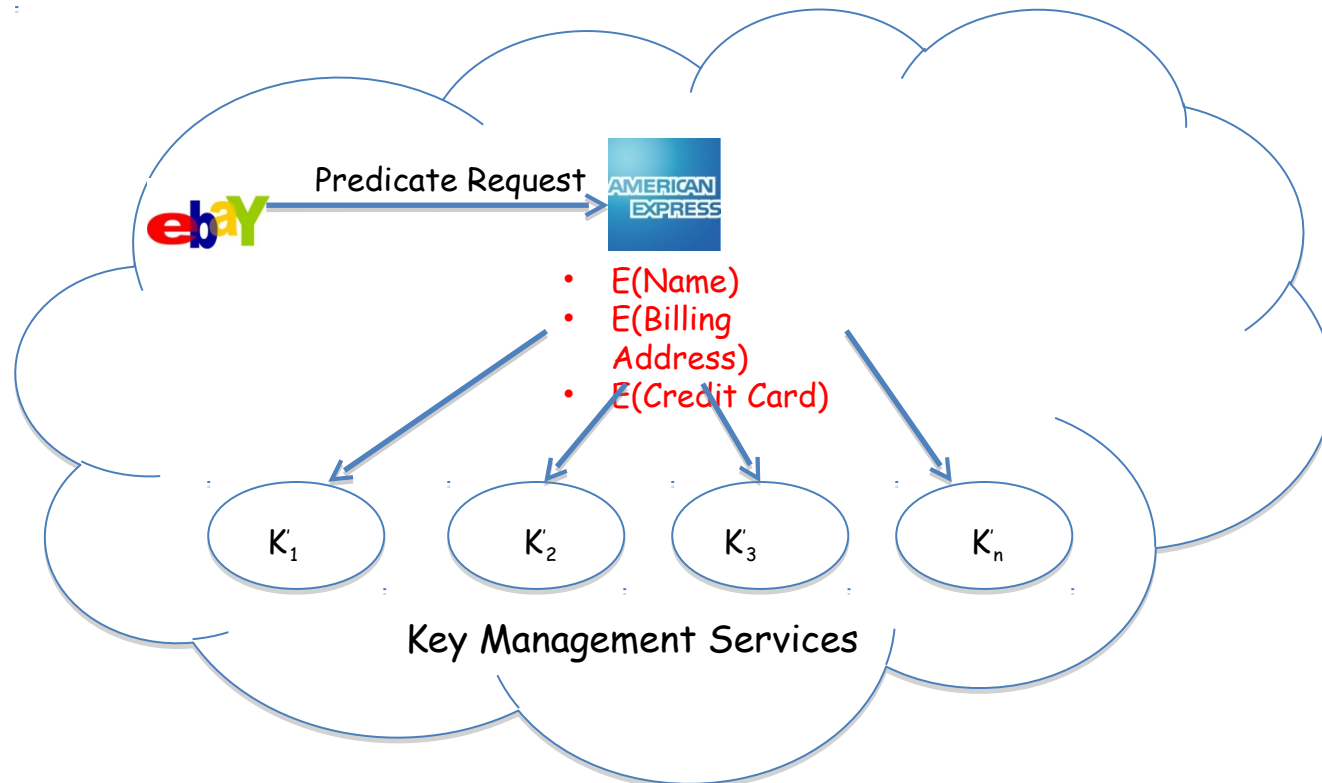 Predicate Request
ebaY
AMERICAN
EXPRESS
• E(Name)
• E(Billing
Address)
• E(Credit Card)
K'₁ K'₂ K'₃ K'ₙ
Key Management Services